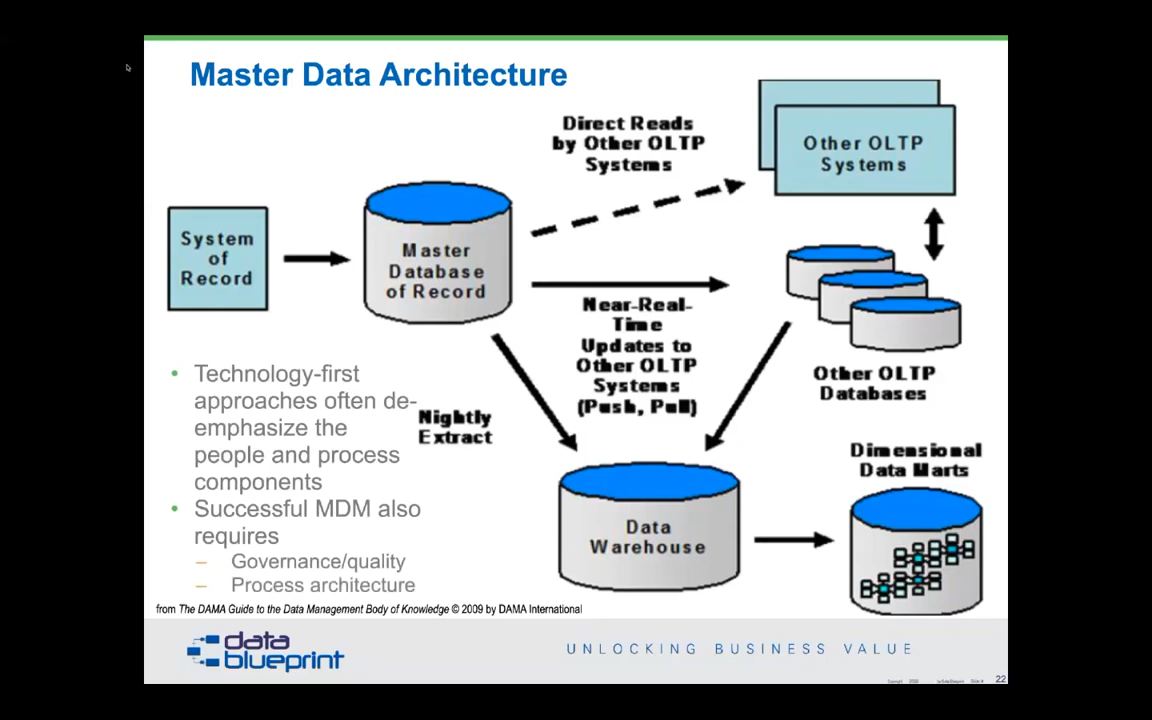 Master Data Architecture
Direct Reads
by Other OLTP
Systems
Other OLTP
Systems
System
of
Record
Master
Database
of Record
Near-Real-
Time
Updates to
Other OLTP
Systems
(Push, Pull)
Other OLTP
Databases
• Technology-first
approaches often de-
emphasize the
people and process
components
• Successful MDM also
requires
– Governance/quality
– Process architecture
Nightly
Extract
Dimensional
Data Marts
Data
Warehouse
from The DAMA Guide to the Data Management Body of Knowledge © 2009 by DAMA International
data
blueprint
UNLOCKING BUSINESS VALUE
22